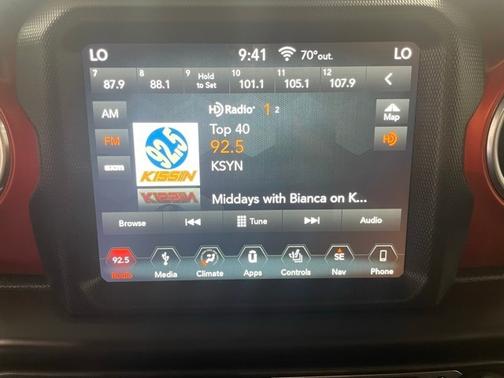 LO 9:41 70°out. LO
7 8 Hold 10 11 12
87.9 88.1 to Set 101.1 105.1 107.9
AM HD Radio 1 2 Map
Top 40
FM 92.5 HD
KSYN
92.5
KISSIN
Middays with Bianca on K...
Browse Tune Audio
92.5 SE
Radio Media Climate Apps Controls Nav Phone